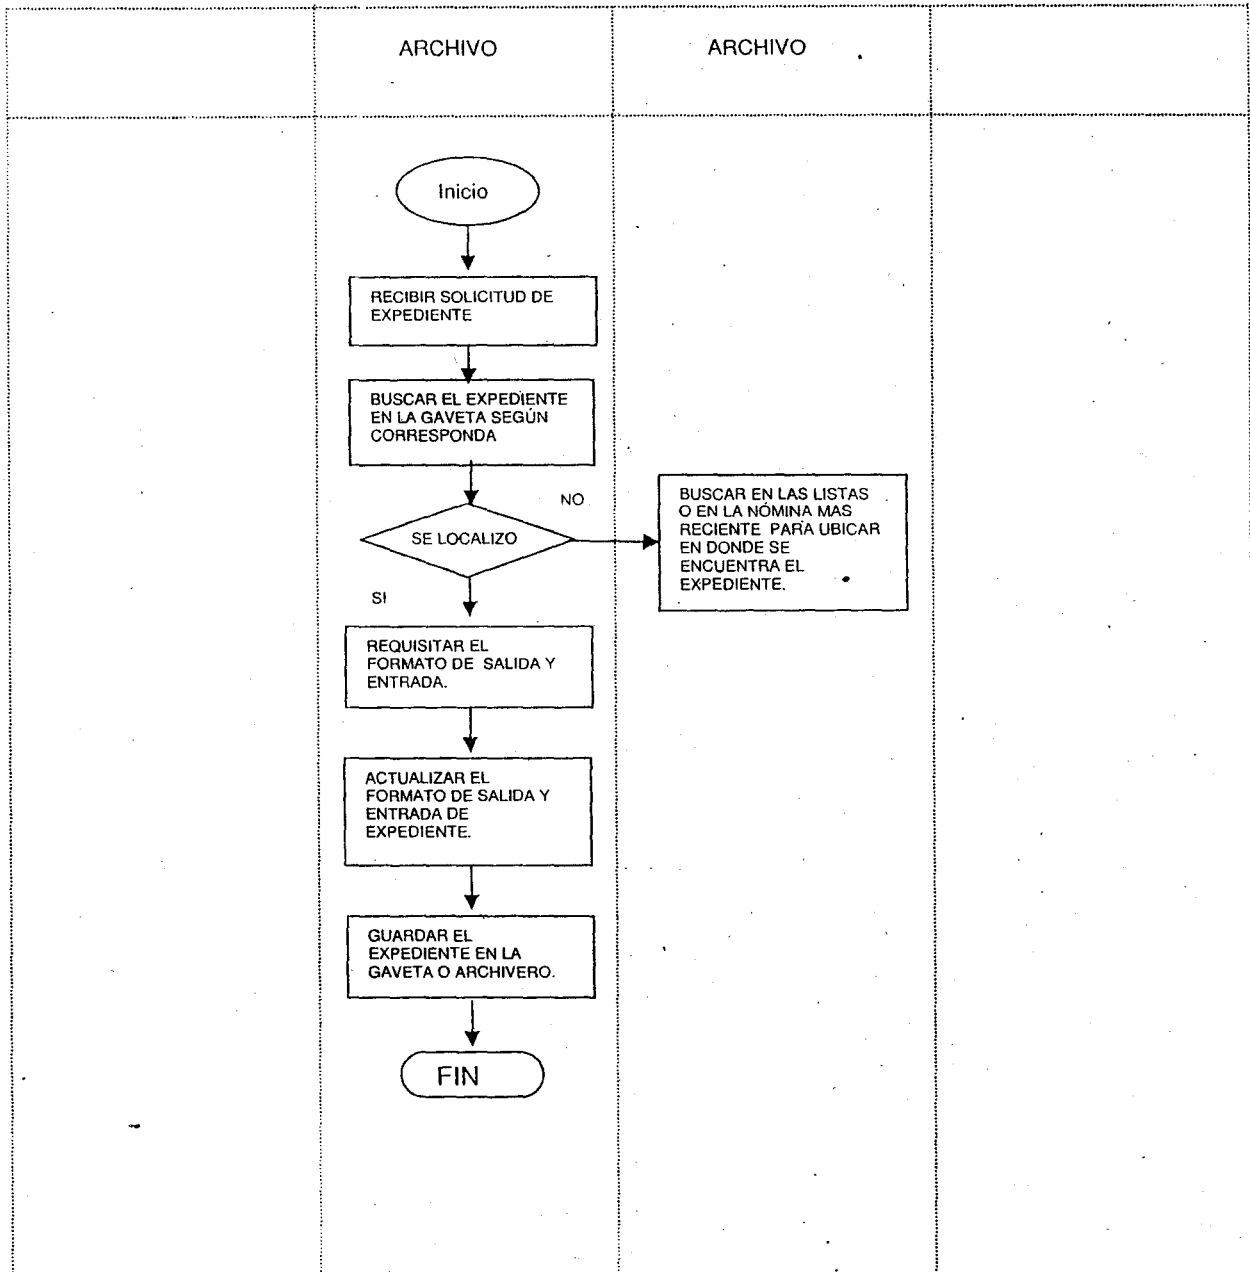 ARCHIVO
ARCHIVO
Inicio
RECIBIR SOLICITUD DE
EXPEDIENTE
BUSCAR EL EXPEDIENTE
EN LA GAVETA SEGÚN
CORRESPONDA
SE LOCALIZO
NO
BUSCAR EN LAS LISTAS
O EN LA NÓMINA MAS
RECIENTE PARA UBICAR
EN DONDE SE
ENCUENTRA EL
EXPEDIENTE.
SI
REQUISITAR EL
FORMATO DE SALIDA Y
ENTRADA.
ACTUALIZAR EL
FORMATO DE SALIDA Y
ENTRADA DE
EXPEDIENTE.
GUARDAR EL
EXPEDIENTE EN LA
GAVETA O ARCHIVERO.
FIN